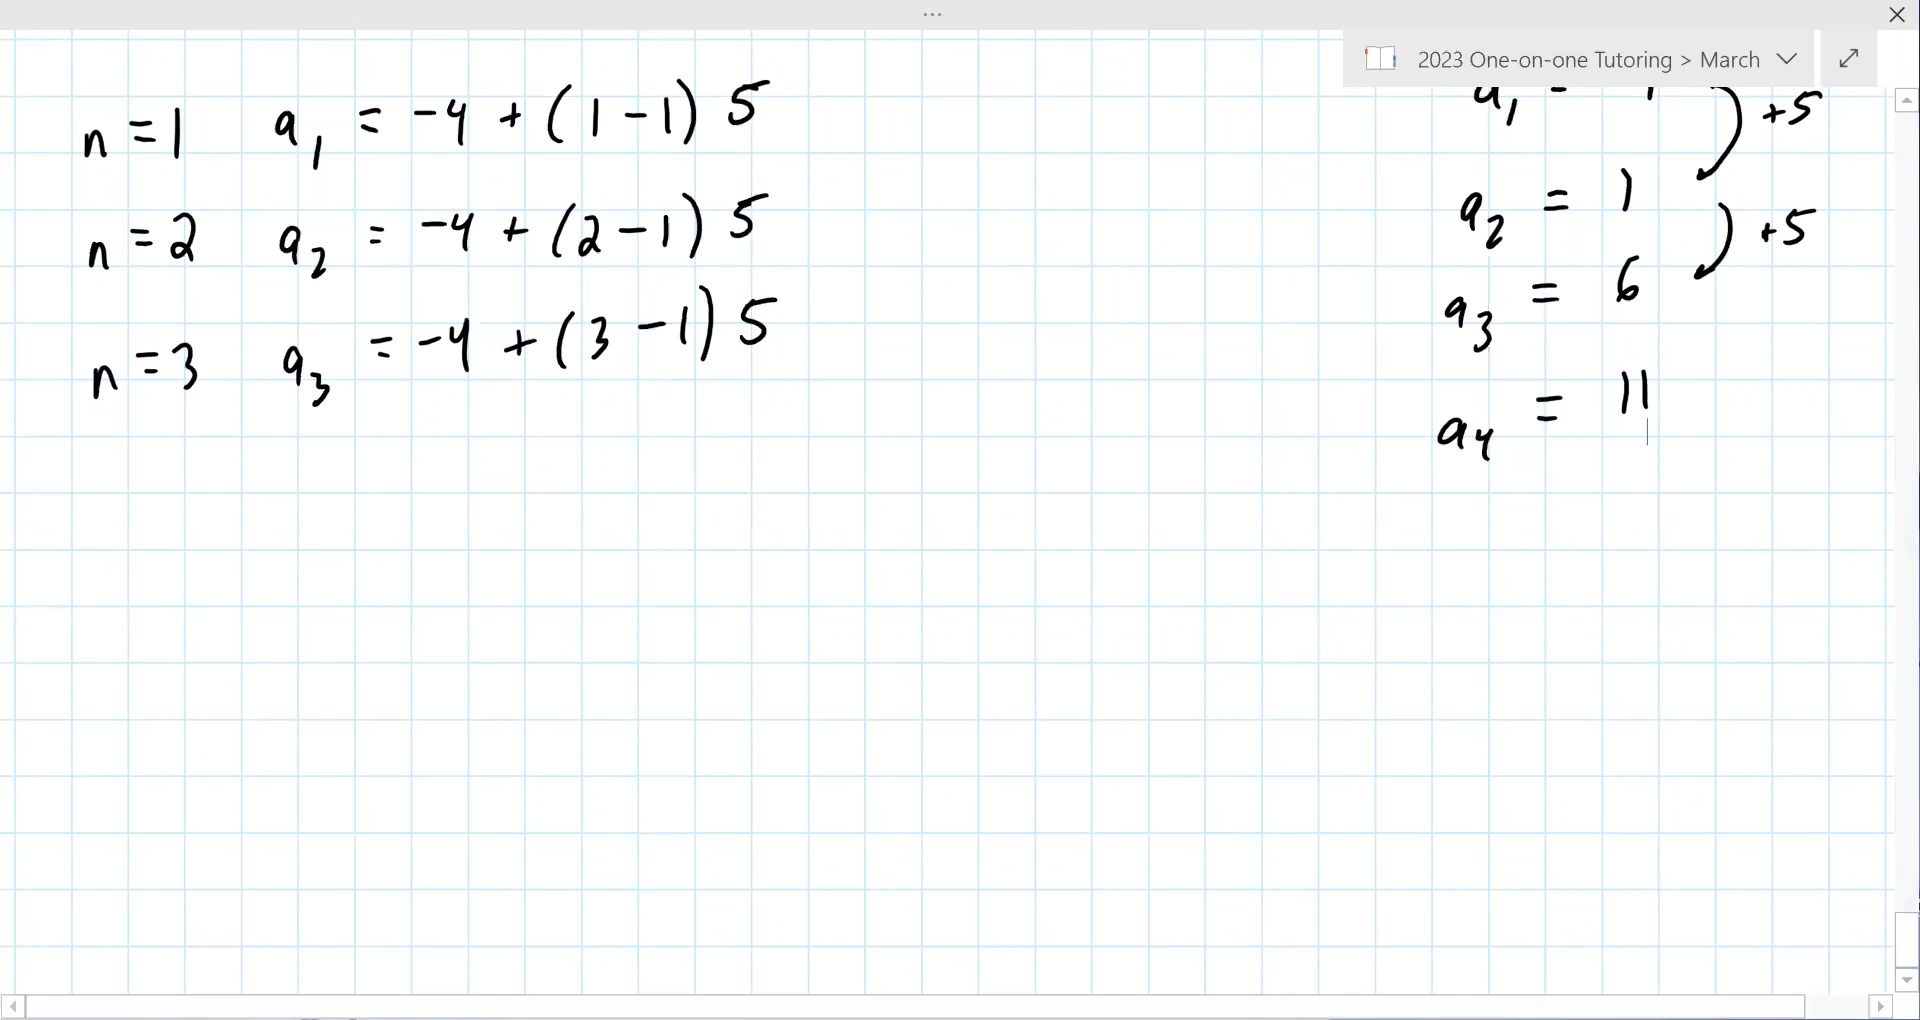 ...
2023 One-on-one Tutoring > March
n = 1 a₁ = -4 + (1 - 1) 5
n = 2 a₂ = -4 + (2 - 1) 5
n = 3 a₃ = -4 + (3 - 1) 5
a₁ =
+5
a₂ = 1
+5
a₃ = 6
a₄ = 11